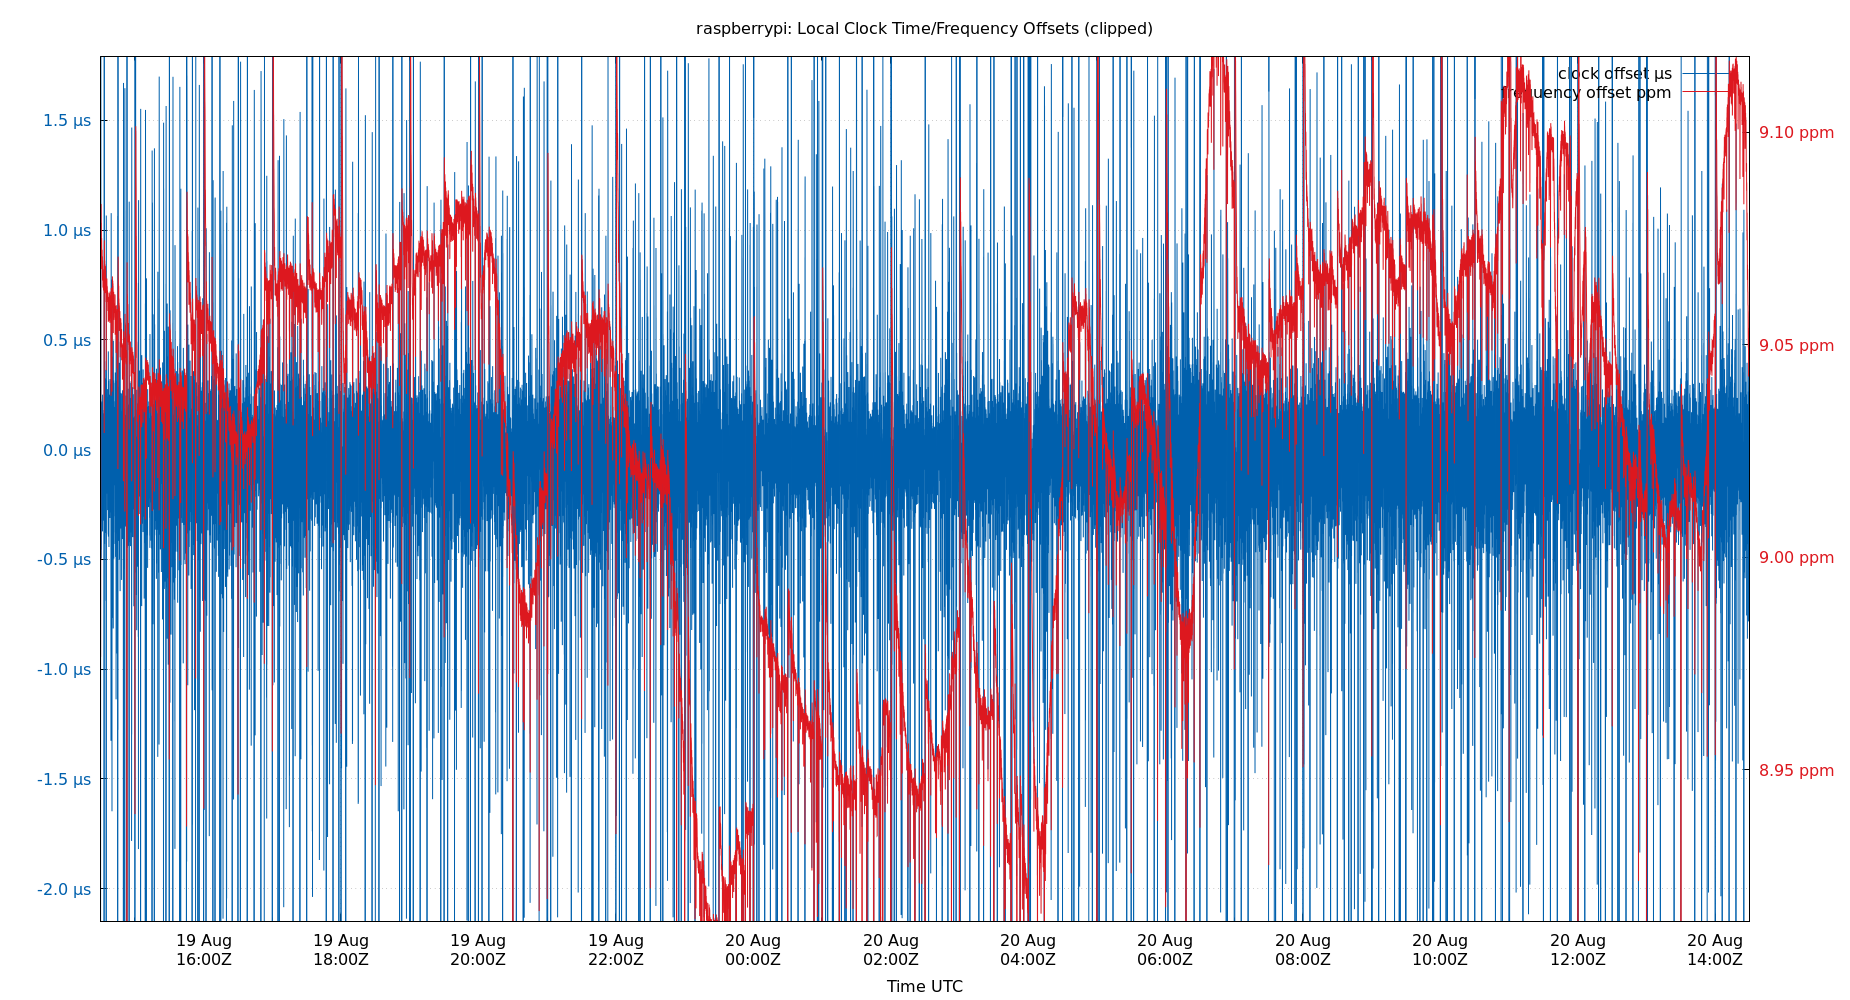 raspberrypi: Local Clock Time/Frequency Offsets (clipped)
clock offset µs
frequency offset ppm
1.5 µs
1.0 µs
0.5 µs
0.0 µs
-0.5 µs
-1.0 µs
-1.5 µs
-2.0 µs
9.10 ppm
9.05 ppm
9.00 ppm
8.95 ppm
19 Aug 19 Aug 19 Aug 19 Aug 20 Aug 20 Aug 20 Aug 20 Aug 20 Aug 20 Aug 20 Aug 20 Aug
16:00Z 18:00Z 20:00Z 22:00Z 00:00Z 02:00Z 04:00Z 06:00Z 08:00Z 10:00Z 12:00Z 14:00Z
Time UTC